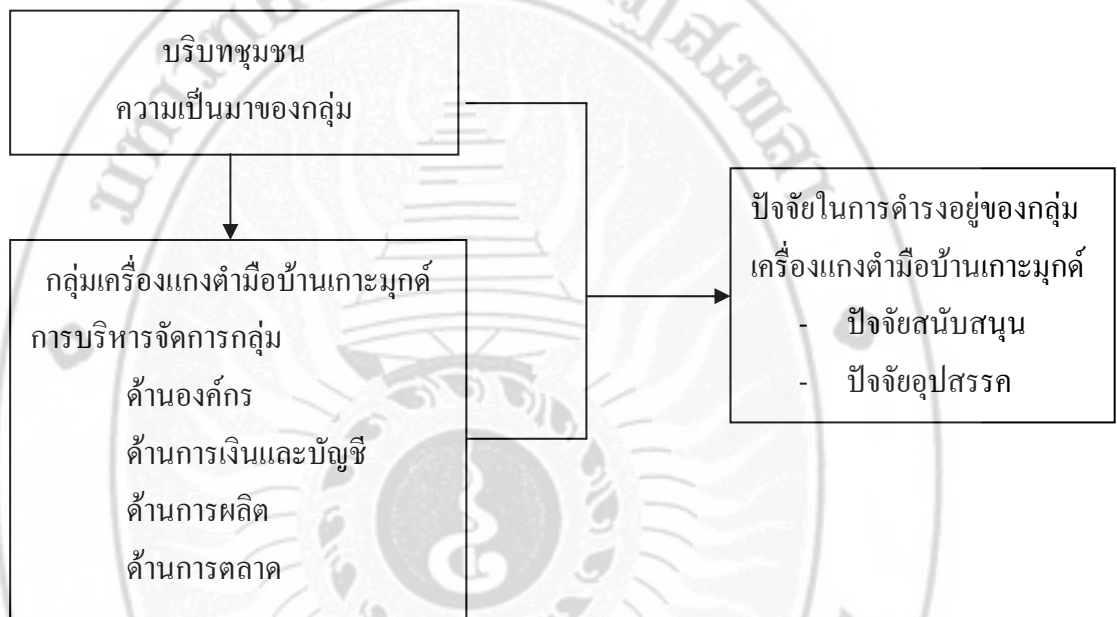 บริบทชุมชน
ความเป็นมาของกลุ่ม
กลุ่มเครื่องแกงตำมือบ้านเกาะมุกด์
การบริหารจัดการกลุ่ม
ด้านองค์กร
ด้านการเงินและบัญชี
ด้านการผลิต
ด้านการตลาด
ปัจจัยในการดำรงอยู่ของกลุ่ม
เครื่องแกงตำมือบ้านเกาะมุกด์
- ปัจจัยสนับสนุน
- ปัจจัยอุปสรรค